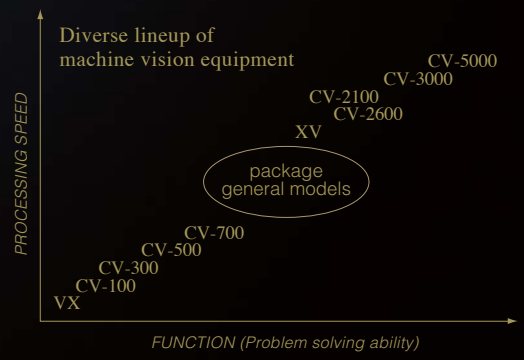 Diverse lineup of
machine vision equipment
CV-5000
CV-3000
CV-2100
CV-2600
XV
package
general models
CV-700
CV-500
CV-300
CV-100
VX
PROCESSING SPEED
FUNCTION (Problem solving ability)